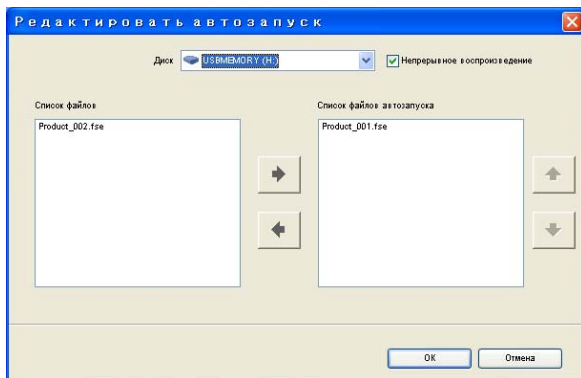 Редактировать автозапуск
Диск USBMEMORY (H:) Непрерывное воспроизведение
Список файлов
Product_002.fse
Список файлов автозапуска
Product_001.fse
OK Отмена